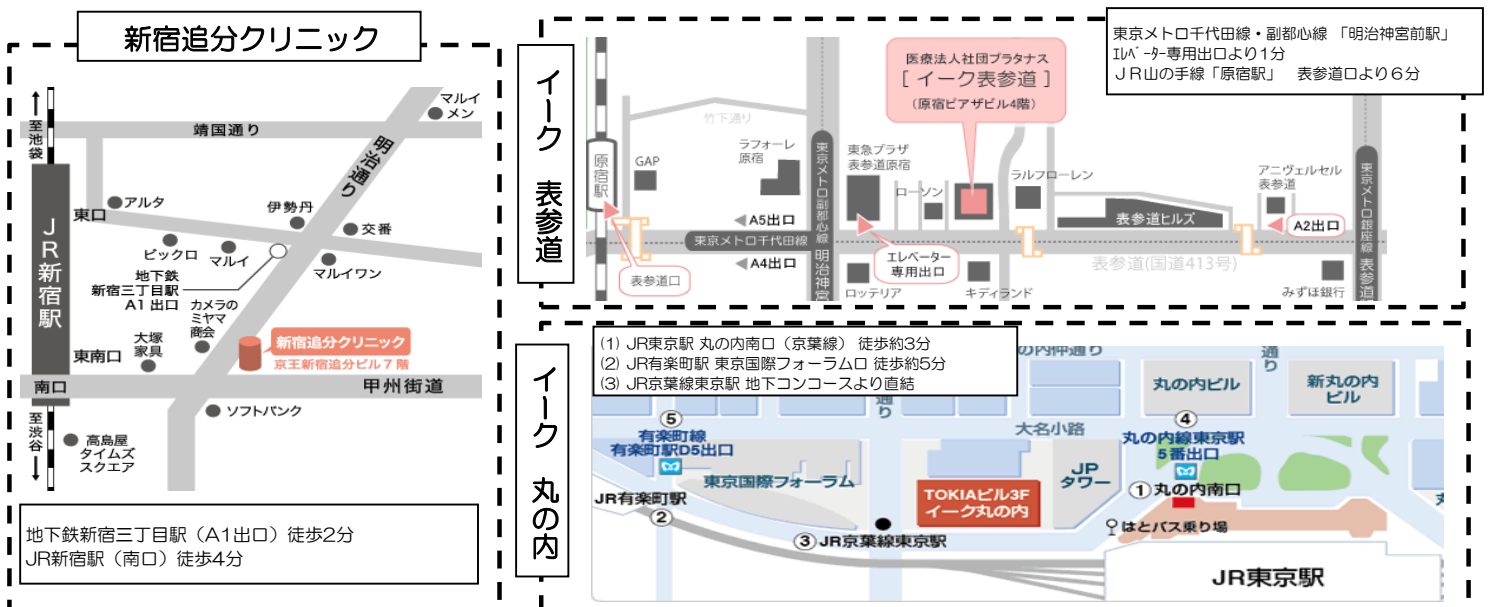 新宿追分クリニック
マルイ
メン
至池袋
靖国通り
明治通り
アルタ
東口
伊勢丹
交番
ビックロ
マルイ
マルイワン
JR新宿駅
地下鉄
新宿三丁目駅
A1 出口
カメラの
ミヤマ
商会
大塚
家具
東南口
新宿追分クリニック
京王新宿追分ビル7階
南口
甲州街道
ソフトバンク
至渋谷
高島屋
タイムズ
スクエア
地下鉄新宿三丁目駅（A1出口）徒歩2分
JR新宿駅（南口）徒歩4分
イーク 表参道
東京メトロ千代田線・副都心線 「明治神宮前駅」
ｴﾚﾍﾞｰﾀｰ専用出口より1分
ＪＲ山の手線「原宿駅」 表参道口より６分
医療法人社団プラタナス
[ イーク表参道 ]
(原宿ピアザビル4階)
竹下通り
原宿駅
GAP
ラフォーレ
原宿
東京メトロ副都心線 明治神宮
東急プラザ
表参道原宿
ローソン
ラルフローレン
アニヴェルセル
表参道
東京メトロ銀座線 表参道
表参道ヒルズ
A5出口
A2出口
東京メトロ千代田線
A4出口
エレベーター
専用出口
表参道(国道413号)
表参道口
ロッテリア
キディランド
みずほ銀行
イーク 丸の内
(1) JR東京駅 丸の内南口（京葉線） 徒歩約3分
(2) JR有楽町駅 東京国際フォーラム口 徒歩約5分
(3) JR京葉線東京駅 地下コンコースより直結
の内仲通り
通り
通り
丸の内ビル
新丸の内
ビル
大名小路
⑤
有楽町線
有楽町駅D5出口
④
丸の内線東京駅
5番出口
東京国際フォーラム
JP
タワー
TOKIAビル3F
イーク丸の内
①丸の内南口
JR有楽町駅
②
はとバス乗り場
③JR京葉線東京駅
JR東京駅